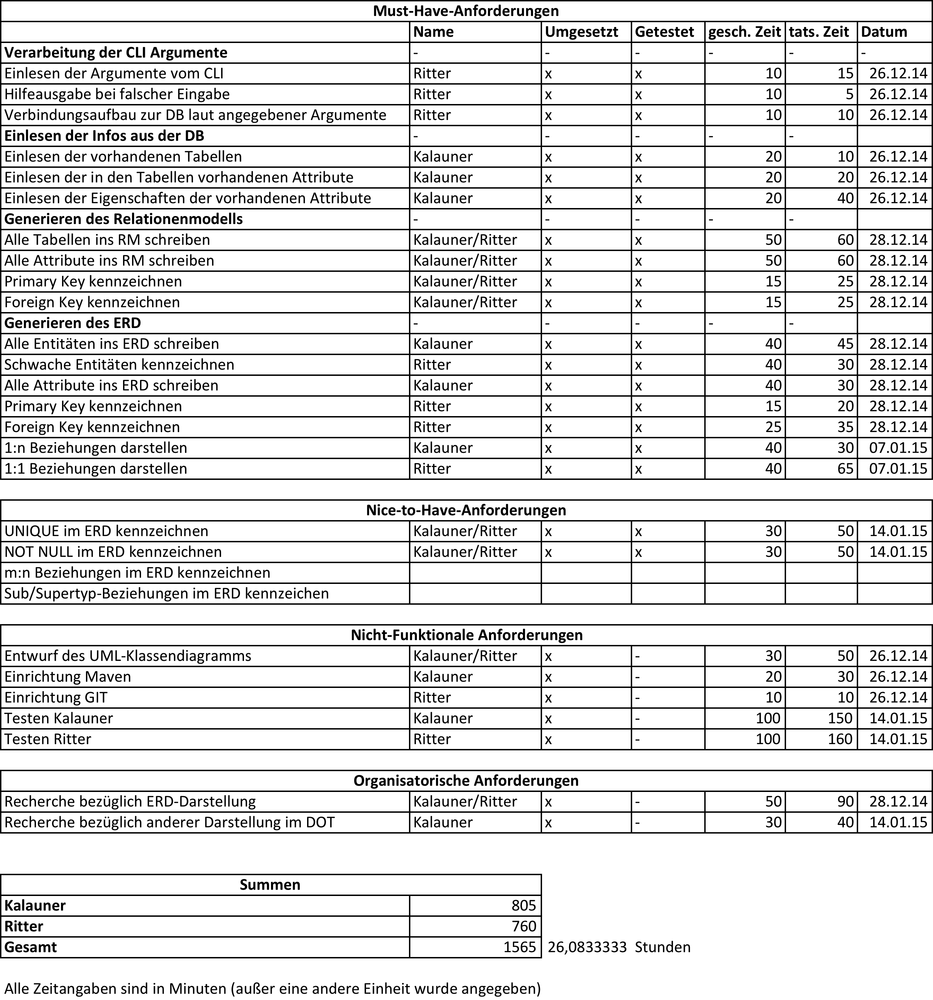 Must-Have-Anforderungen
Name Umgesetzt Getestet gesch. Zeit tats. Zeit Datum
Verarbeitung der CLI Argumente - - - - - -
Einlesen der Argumente vom CLI Ritter x x 10 15 26.12.14
Hilfeausgabe bei falscher Eingabe Ritter x x 10 5 26.12.14
Verbindungsaufbau zur DB laut angegebener Argumente Ritter x x 10 10 26.12.14
Einlesen der Infos aus der DB - - - - -
Einlesen der vorhandenen Tabellen Kalauner x x 20 10 26.12.14
Einlesen der in den Tabellen vorhandenen Attribute Kalauner x x 20 20 26.12.14
Einlesen der Eigenschaften der vorhandenen Attribute Kalauner x x 20 40 26.12.14
Generieren des Relationenmodells - - - - -
Alle Tabellen ins RM schreiben Kalauner/Ritter x x 50 60 28.12.14
Alle Attribute ins RM schreiben Kalauner/Ritter x x 50 60 28.12.14
Primary Key kennzeichnen Kalauner/Ritter x x 15 25 28.12.14
Foreign Key kennzeichnen Kalauner/Ritter x x 15 25 28.12.14
Generieren des ERD - - - - -
Alle Entitäten ins ERD schreiben Kalauner x x 40 45 28.12.14
Schwache Entitäten kennzeichnen Ritter x x 40 30 28.12.14
Alle Attribute ins ERD schreiben Kalauner x x 40 30 28.12.14
Primary Key kennzeichnen Ritter x x 15 20 28.12.14
Foreign Key kennzeichnen Ritter x x 25 35 28.12.14
1:n Beziehungen darstellen Kalauner x x 40 30 07.01.15
1:1 Beziehungen darstellen Ritter x x 40 65 07.01.15
Nice-to-Have-Anforderungen
UNIQUE im ERD kennzeichnen Kalauner/Ritter x x 30 50 14.01.15
NOT NULL im ERD kennzeichnen Kalauner/Ritter x x 30 50 14.01.15
m:n Beziehungen im ERD kennzeichnen
Sub/Supertyp-Beziehungen im ERD kennzeichen
Nicht-Funktionale Anforderungen
Entwurf des UML-Klassendiagramms Kalauner/Ritter x - 30 50 26.12.14
Einrichtung Maven Kalauner x - 20 30 26.12.14
Einrichtung GIT Ritter x - 10 10 26.12.14
Testen Kalauner Kalauner x - 100 150 14.01.15
Testen Ritter Ritter x - 100 160 14.01.15
Organisatorische Anforderungen
Recherche bezüglich ERD-Darstellung Kalauner/Ritter x - 50 90 28.12.14
Recherche bezüglich anderer Darstellung im DOT Kalauner x - 30 40 14.01.15
Summen
Kalauner 805
Ritter 760
Gesamt 1565 26,0833333 Stunden
Alle Zeitangaben sind in Minuten (außer eine andere Einheit wurde angegeben)